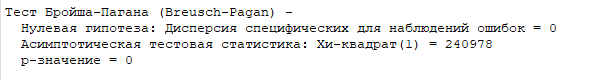 Тест Бройша-Пагана (Breusch-Pagan) -
Нулевая гипотеза: Дисперсия специфических для наблюдений ошибок = 0
Асимптотическая тестовая статистика: Хи-квадрат(1) = 240978
р-значение = 0